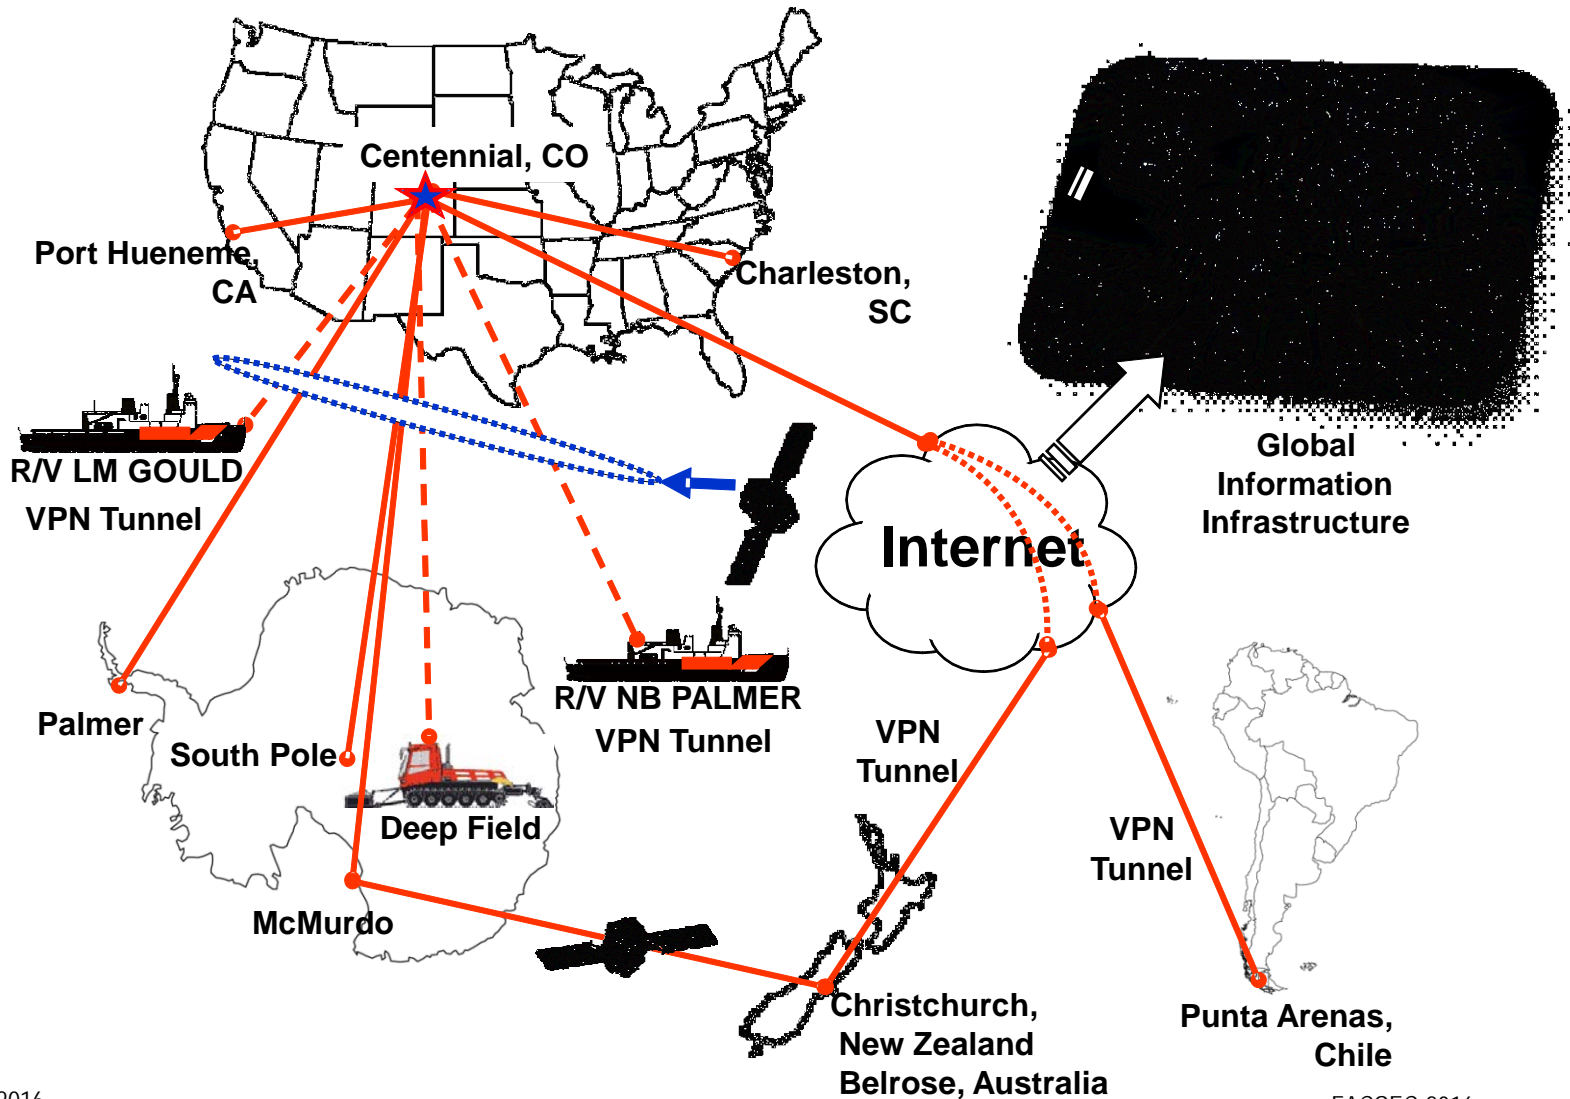 Centennial, CO
Port Hueneme,
CA
Charleston,
SC
R/V LM GOULD
VPN Tunnel
Global
Information
Infrastructure
Internet
R/V NB PALMER
VPN Tunnel
Palmer
South Pole
Deep Field
McMurdo
VPN
Tunnel
VPN
Tunnel
Christchurch,
New Zealand
Belrose, Australia
Punta Arenas,
Chile
2016